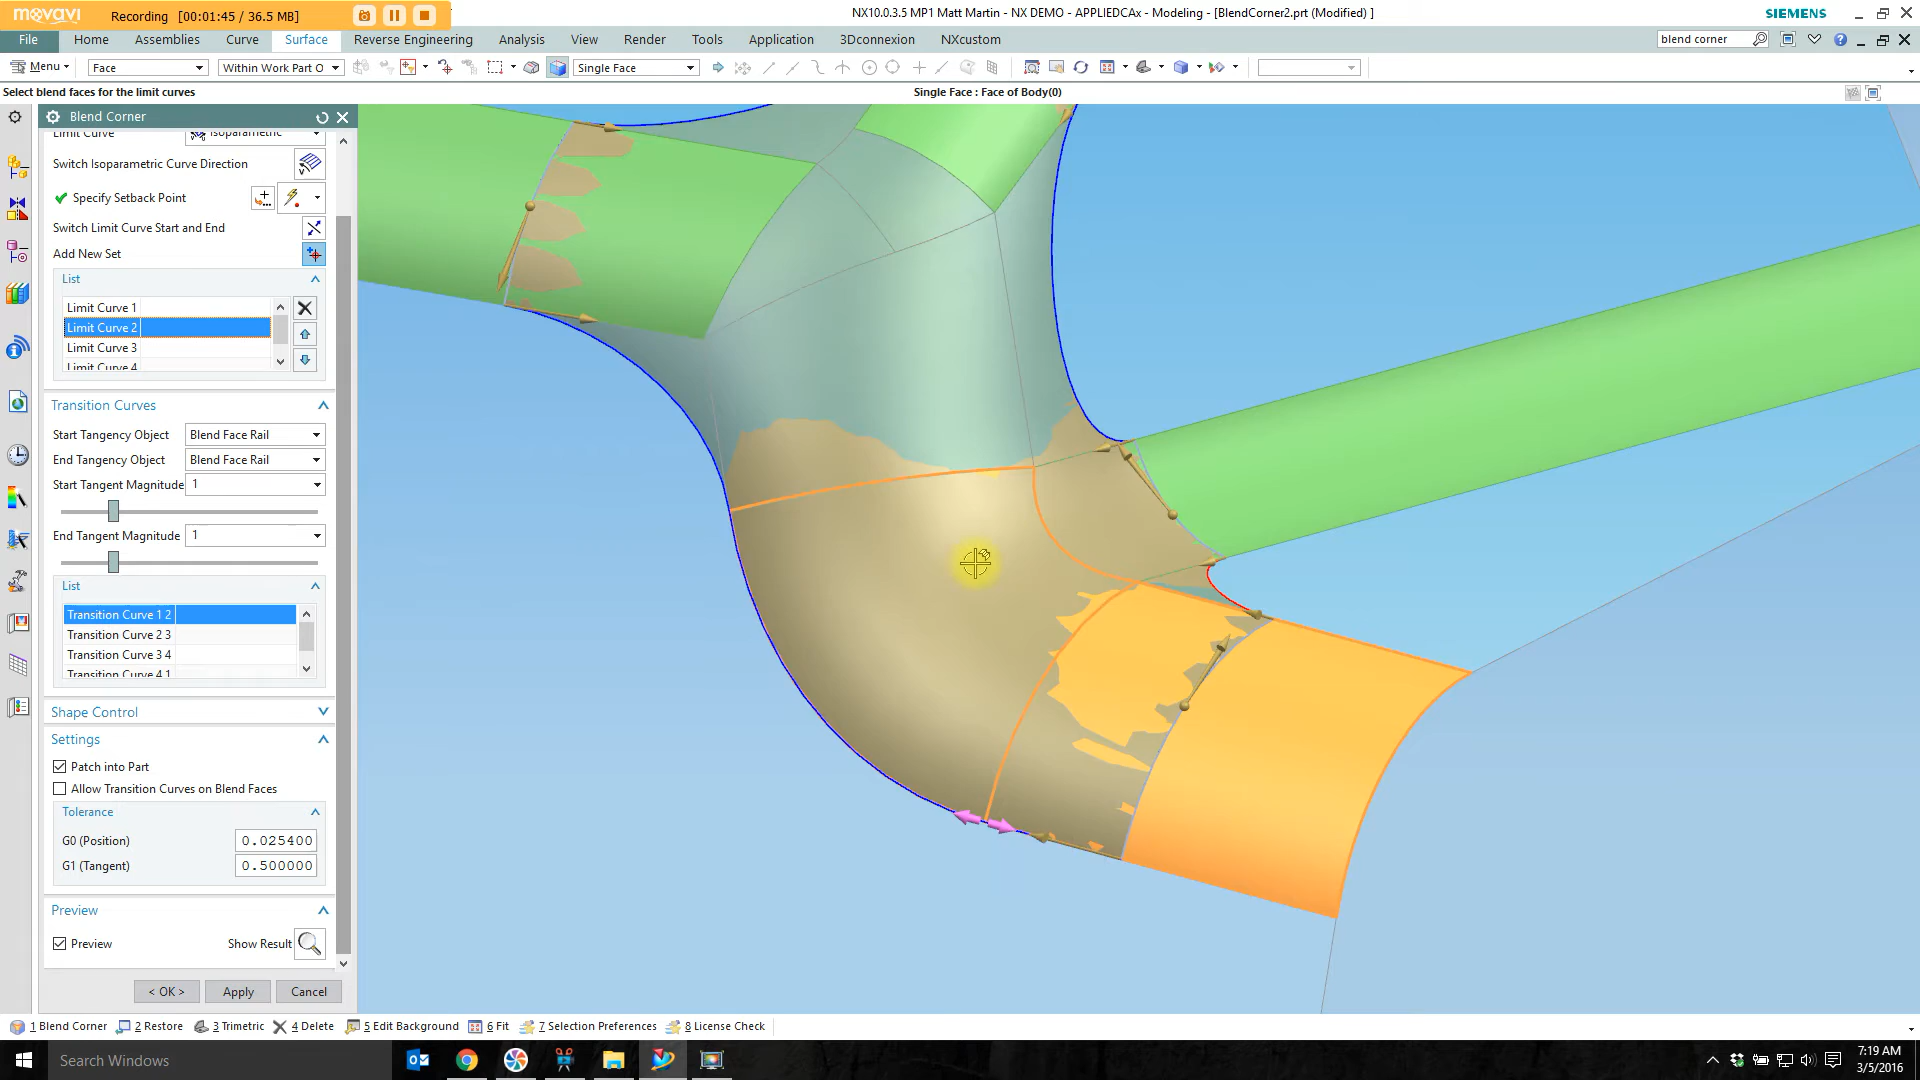 movavi Recording [00:01:45 / 36.5 MB] NX10.0.3.5 MP1 Matt Martin - NX DEMO - APPLIEDCAx - Modeling - [BlendCorner2.prt (Modified) ] SIEMENS
File Home Assemblies Curve Surface Reverse Engineering Analysis View Render Tools Application 3Dconnexion NXcustom blend corner
Menu Face Within Work Part O Single Face
Select blend faces for the limit curves Single Face : Face of Body(0)
Blend Corner
Limit Curve Isoparametric
Switch Isoparametric Curve Direction
Specify Setback Point
Switch Limit Curve Start and End
Add New Set
List
Limit Curve 1
Limit Curve 2
Limit Curve 3
Limit Curve 4
Transition Curves
Start Tangency Object Blend Face Rail
End Tangency Object Blend Face Rail
Start Tangent Magnitude 1
End Tangent Magnitude 1
List
Transition Curve 1 2
Transition Curve 2 3
Transition Curve 3 4
Transition Curve 4 1
Shape Control
Settings
Patch into Part
Allow Transition Curves on Blend Faces
Tolerance
G0 (Position) 0.025400
G1 (Tangent) 0.500000
Preview
Preview Show Result
< OK > Apply Cancel
1 Blend Corner 2 Restore 3 Trimetric 4 Delete 5 Edit Background 6 Fit 7 Selection Preferences 8 License Check
Search Windows 7:19 AM
3/5/2016